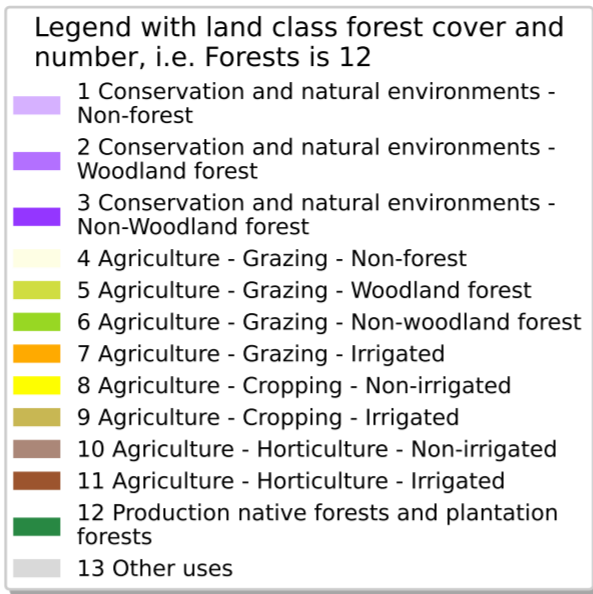 Legend with land class forest cover and
number, i.e. Forests is 12
1 Conservation and natural environments -
Non-forest
2 Conservation and natural environments -
Woodland forest
3 Conservation and natural environments -
Non-Woodland forest
4 Agriculture - Grazing - Non-forest
5 Agriculture - Grazing - Woodland forest
6 Agriculture - Grazing - Non-woodland forest
7 Agriculture - Grazing - Irrigated
8 Agriculture - Cropping - Non-irrigated
9 Agriculture - Cropping - Irrigated
10 Agriculture - Horticulture - Non-irrigated
11 Agriculture - Horticulture - Irrigated
12 Production native forests and plantation
forests
13 Other uses